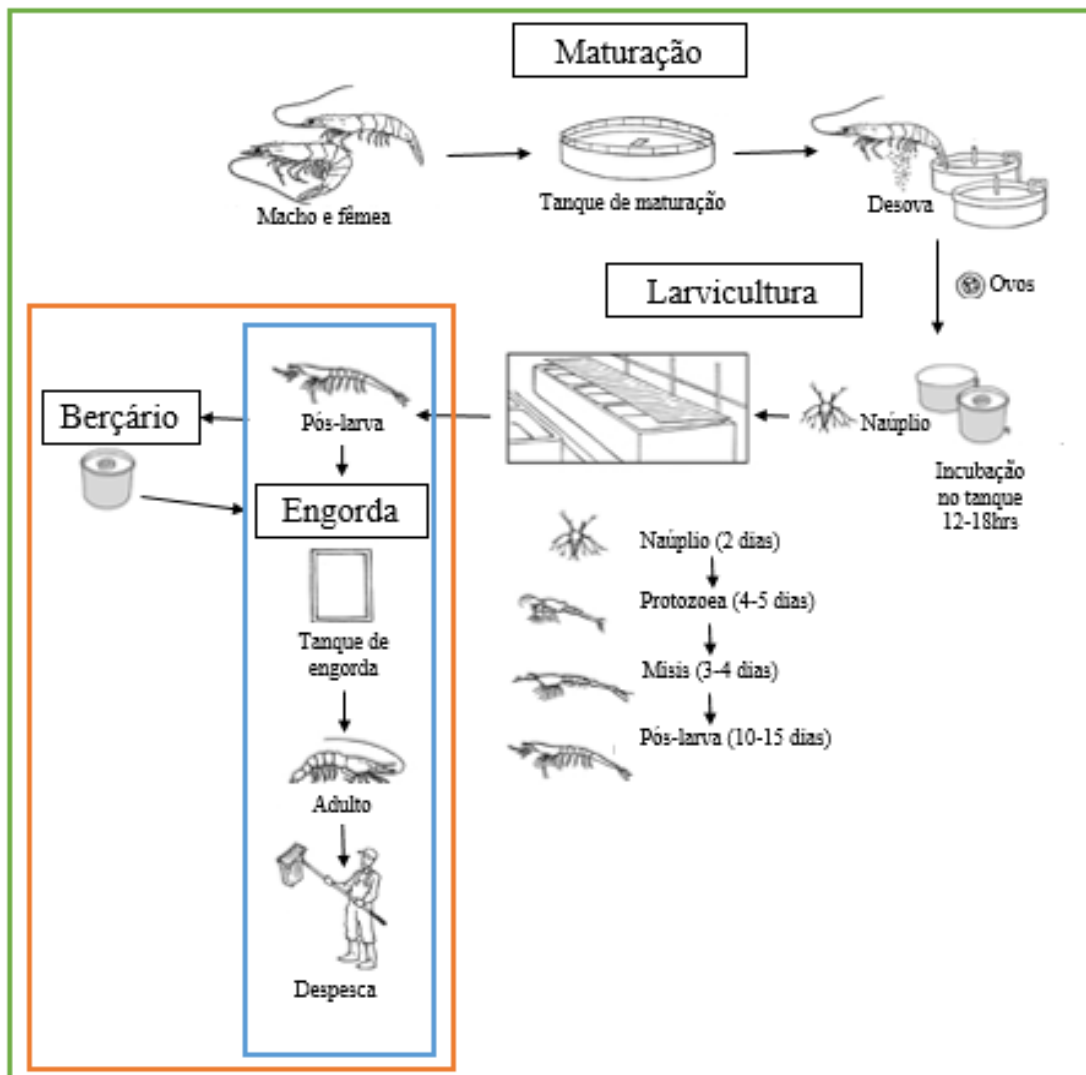 Maturação
Macho e fêmea
Tanque de maturação
Desova
Ovos
Larvicultura
Naúplio
Incubação
no tanque
12-18hrs
Pós-larva
Berçário
Engorda
Tanque de
engorda
Adulto
Despesca
Naúplio (2 dias)
Protozoea (4-5 dias)
Misis (3-4 dias)
Pós-larva (10-15 dias)